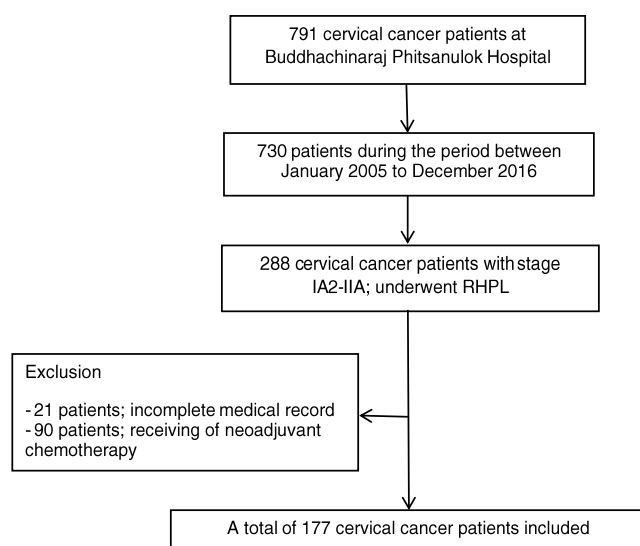 791 cervical cancer patients at
Buddhachinaraj Phitsanulok Hospital
730 patients during the period between
January 2005 to December 2016
288 cervical cancer patients with stage
IA2-IIA; underwent RHPL
Exclusion
- 21 patients; incomplete medical record
- 90 patients; receiving of neoadjuvant
chemotherapy
A total of 177 cervical cancer patients included